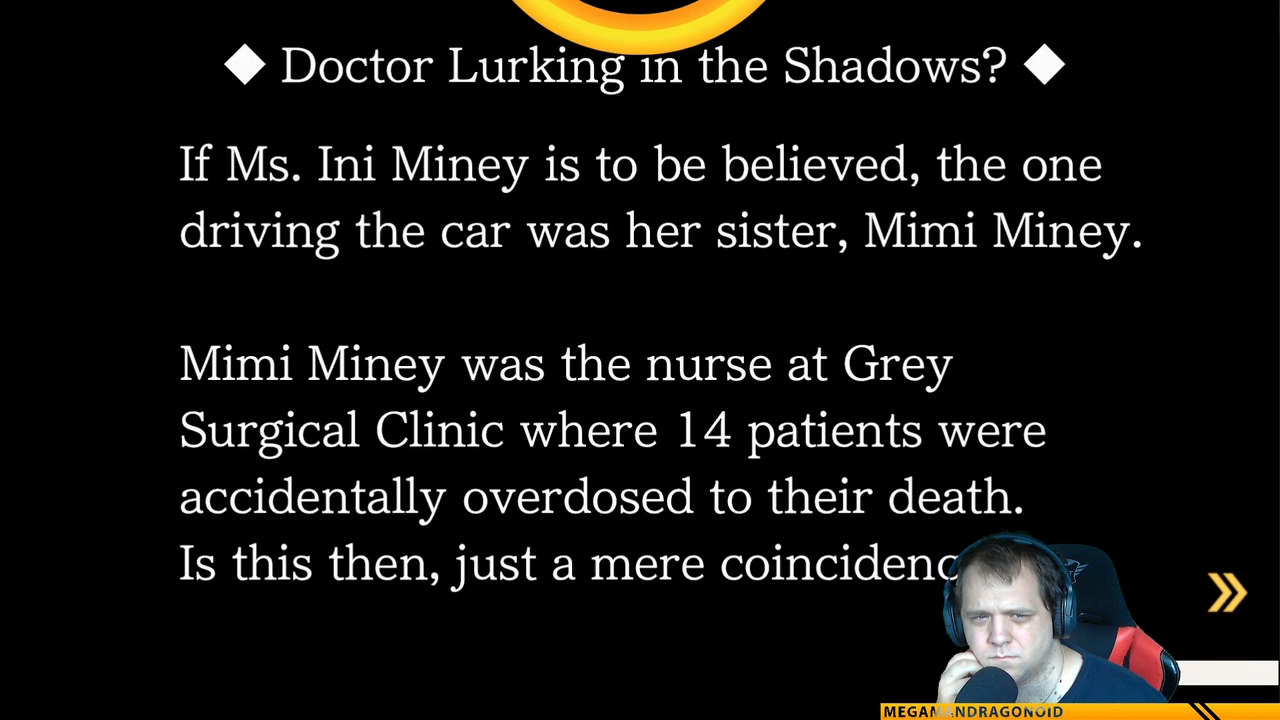 ◆ Doctor Lurking in the Shadows? ◆
If Ms. Ini Miney is to be believed, the one
driving the car was her sister, Mimi Miney.
Mimi Miney was the nurse at Grey
Surgical Clinic where 14 patients were
accidentally overdosed to their death.
Is this then, just a mere
MEGAMANDRAGONOID